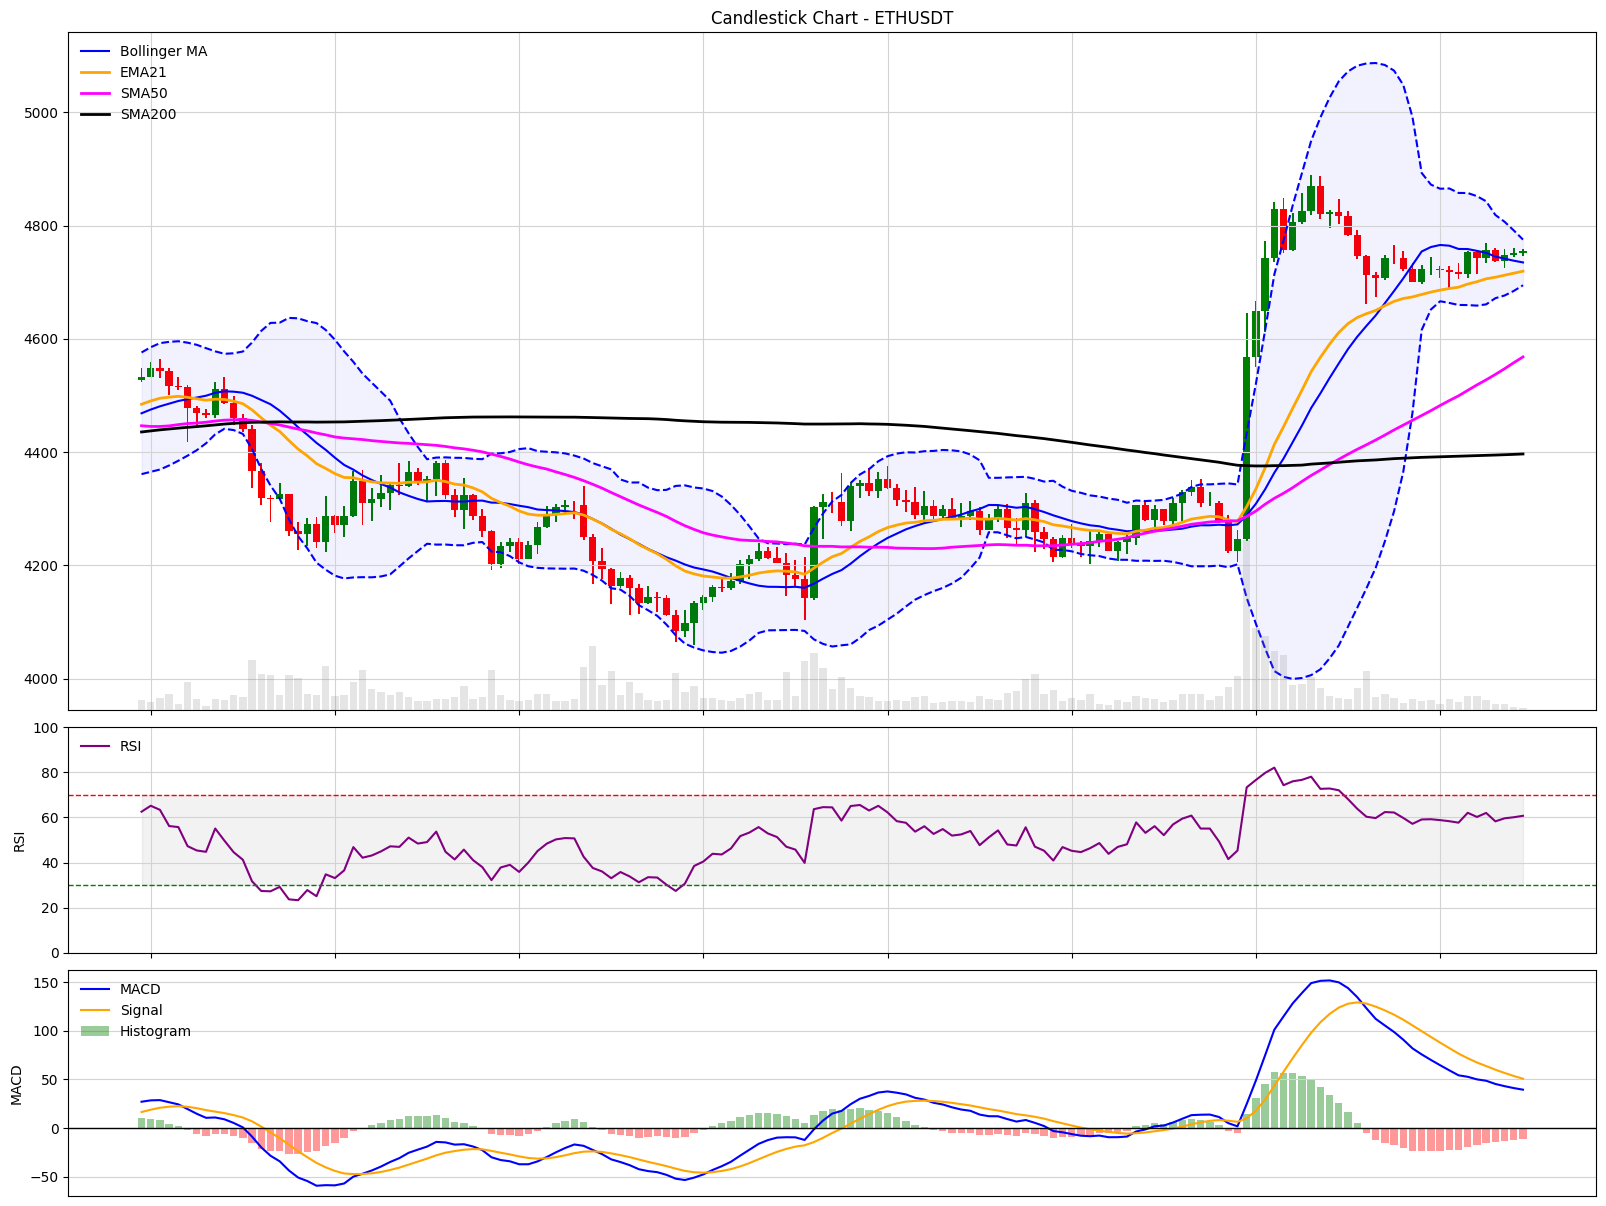 Candlestick Chart - ETHUSDT
Bollinger MA
EMA21
SMA50
SMA200
5000
4800
4600
4400
4200
4000
RSI
100
80
60
40
20
0
RSI
MACD
Signal
Histogram
150
100
50
0
−50
MACD